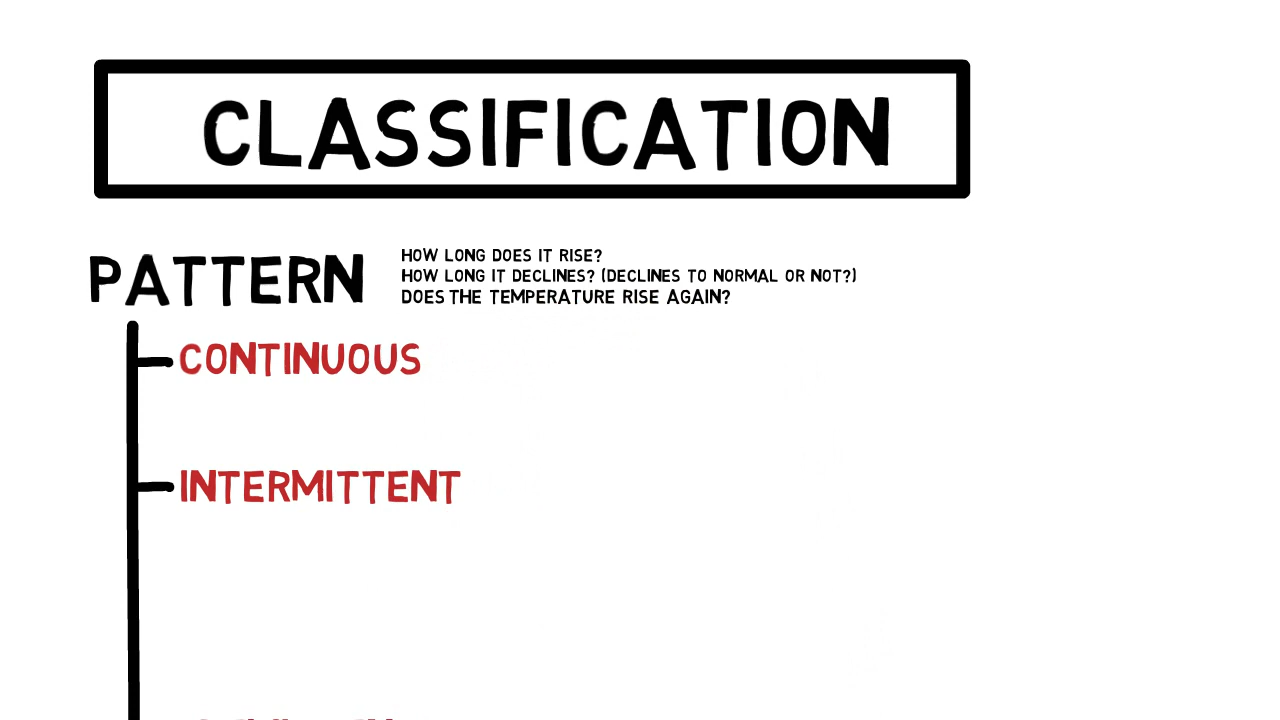 CLASSIFICATION
PATTERN
HOW LONG DOES IT RISE?
HOW LONG IT DECLINES? (DECLINES TO NORMAL OR NOT?)
DOES THE TEMPERATURE RISE AGAIN?
CONTINUOUS
INTERMITTENT